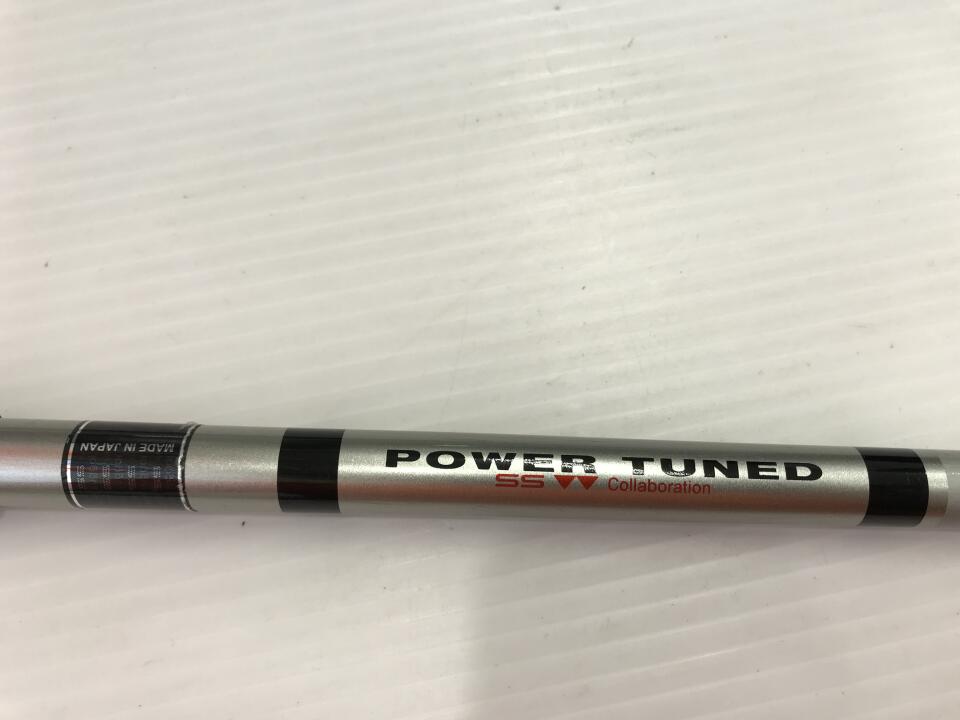 POWER TUNED
SS W Collaboration
MADE IN JAPAN